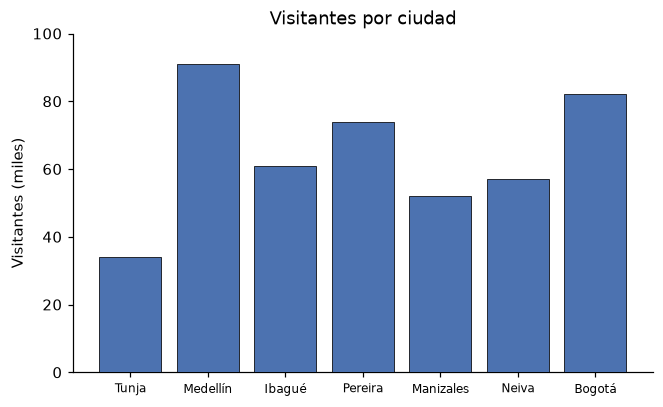 Visitantes por ciudad
Visitantes (miles)
100
80
60
40
20
0
Tunja Medellín Ibagué Pereira Manizales Neiva Bogotá